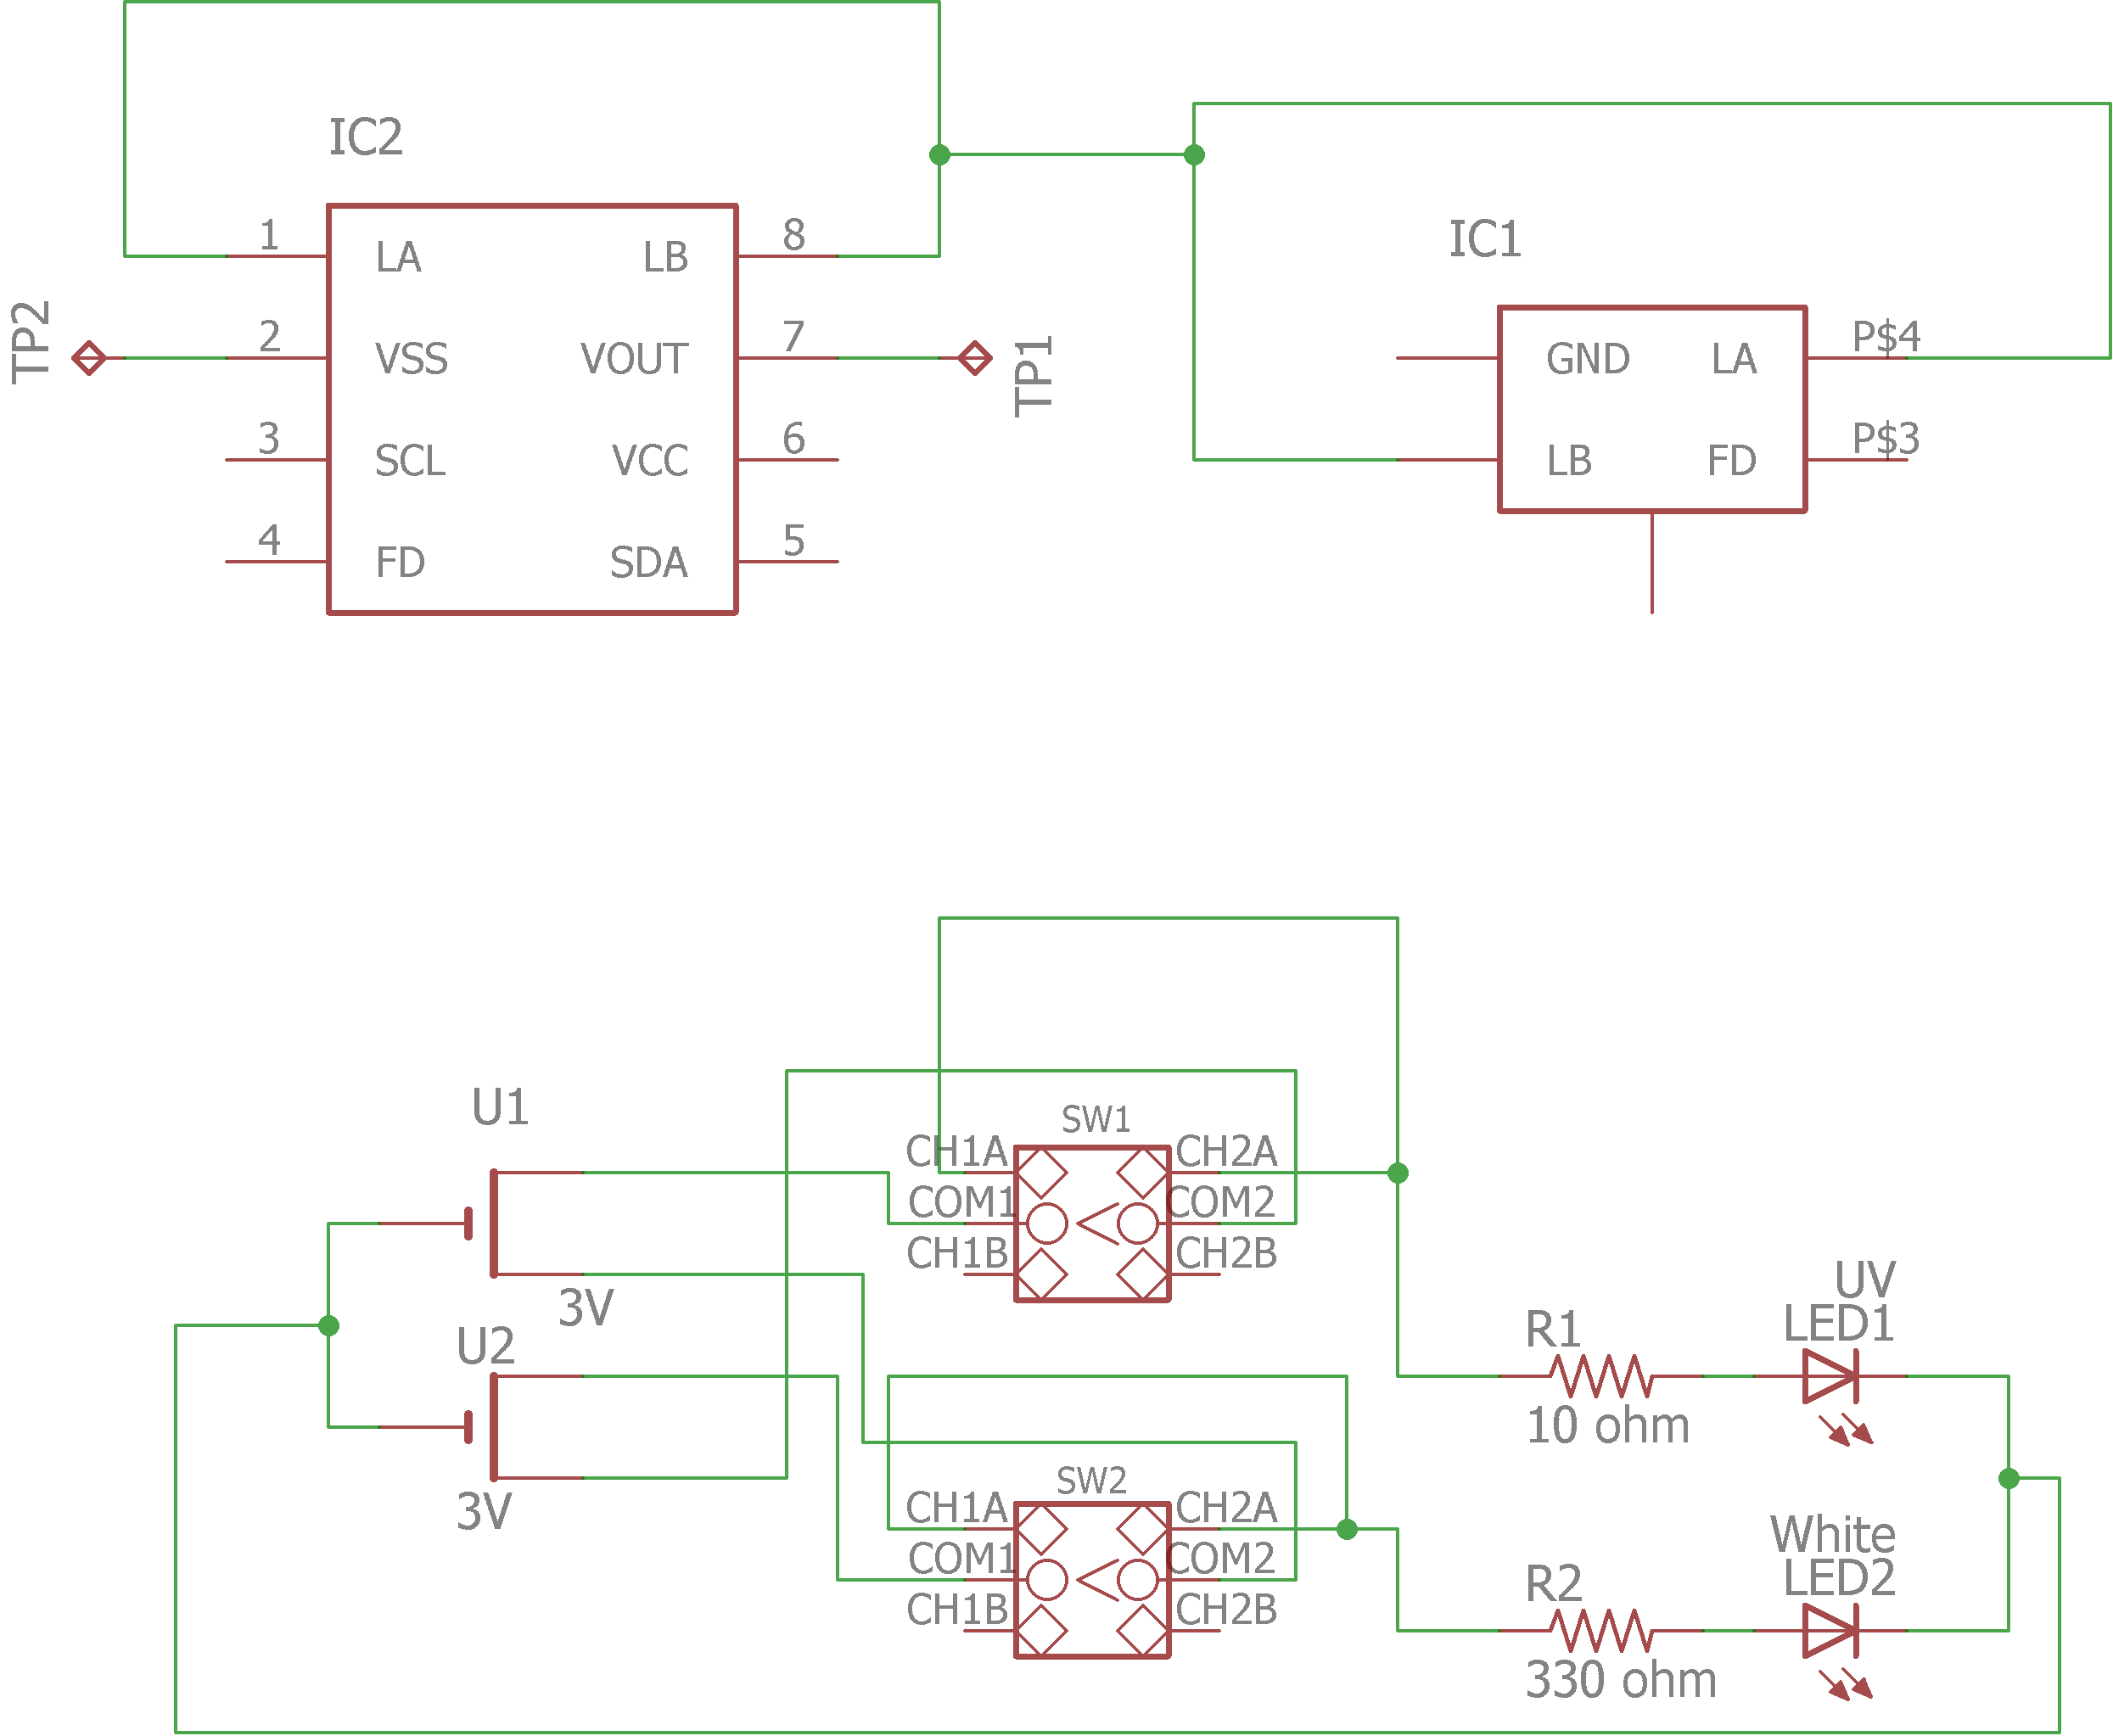 IC2
1 LA LB 8
TP2 2 VSS VOUT 7 TP1
3 SCL VCC 6
4 FD SDA 5
IC1
GND LA P$4
LB FD P$3
U1
3V
U2
3V
SW1
CH1A CH2A
COM1 COM2
CH1B CH2B
SW2
CH1A CH2A
COM1 COM2
CH1B CH2B
R1
10 ohm
UV
LED1
R2
330 ohm
White
LED2